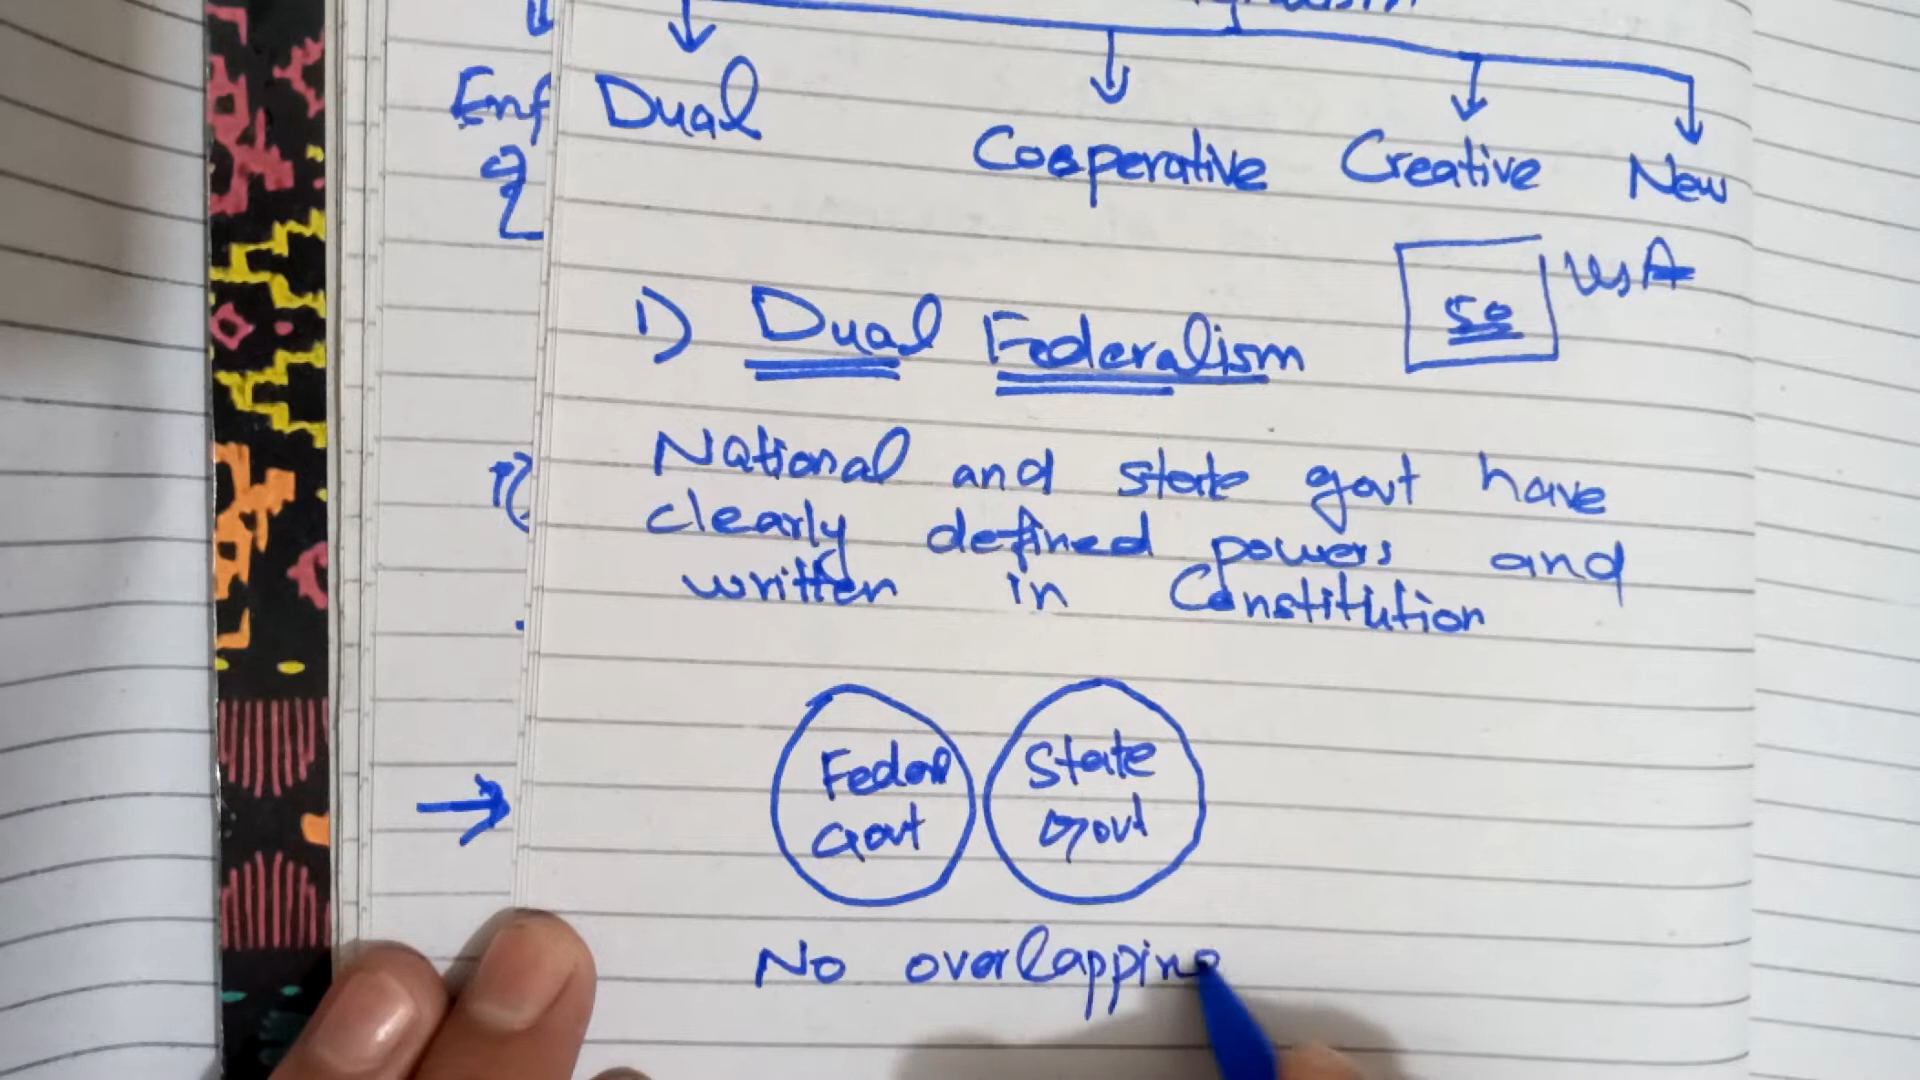 Enf Dual
Cooperative Creative New
50 USA
1) Dual Federalism
National and state govt have
clearly defined powers and
written in Constitution
Federal
Govt
State
Govt
No overlapping